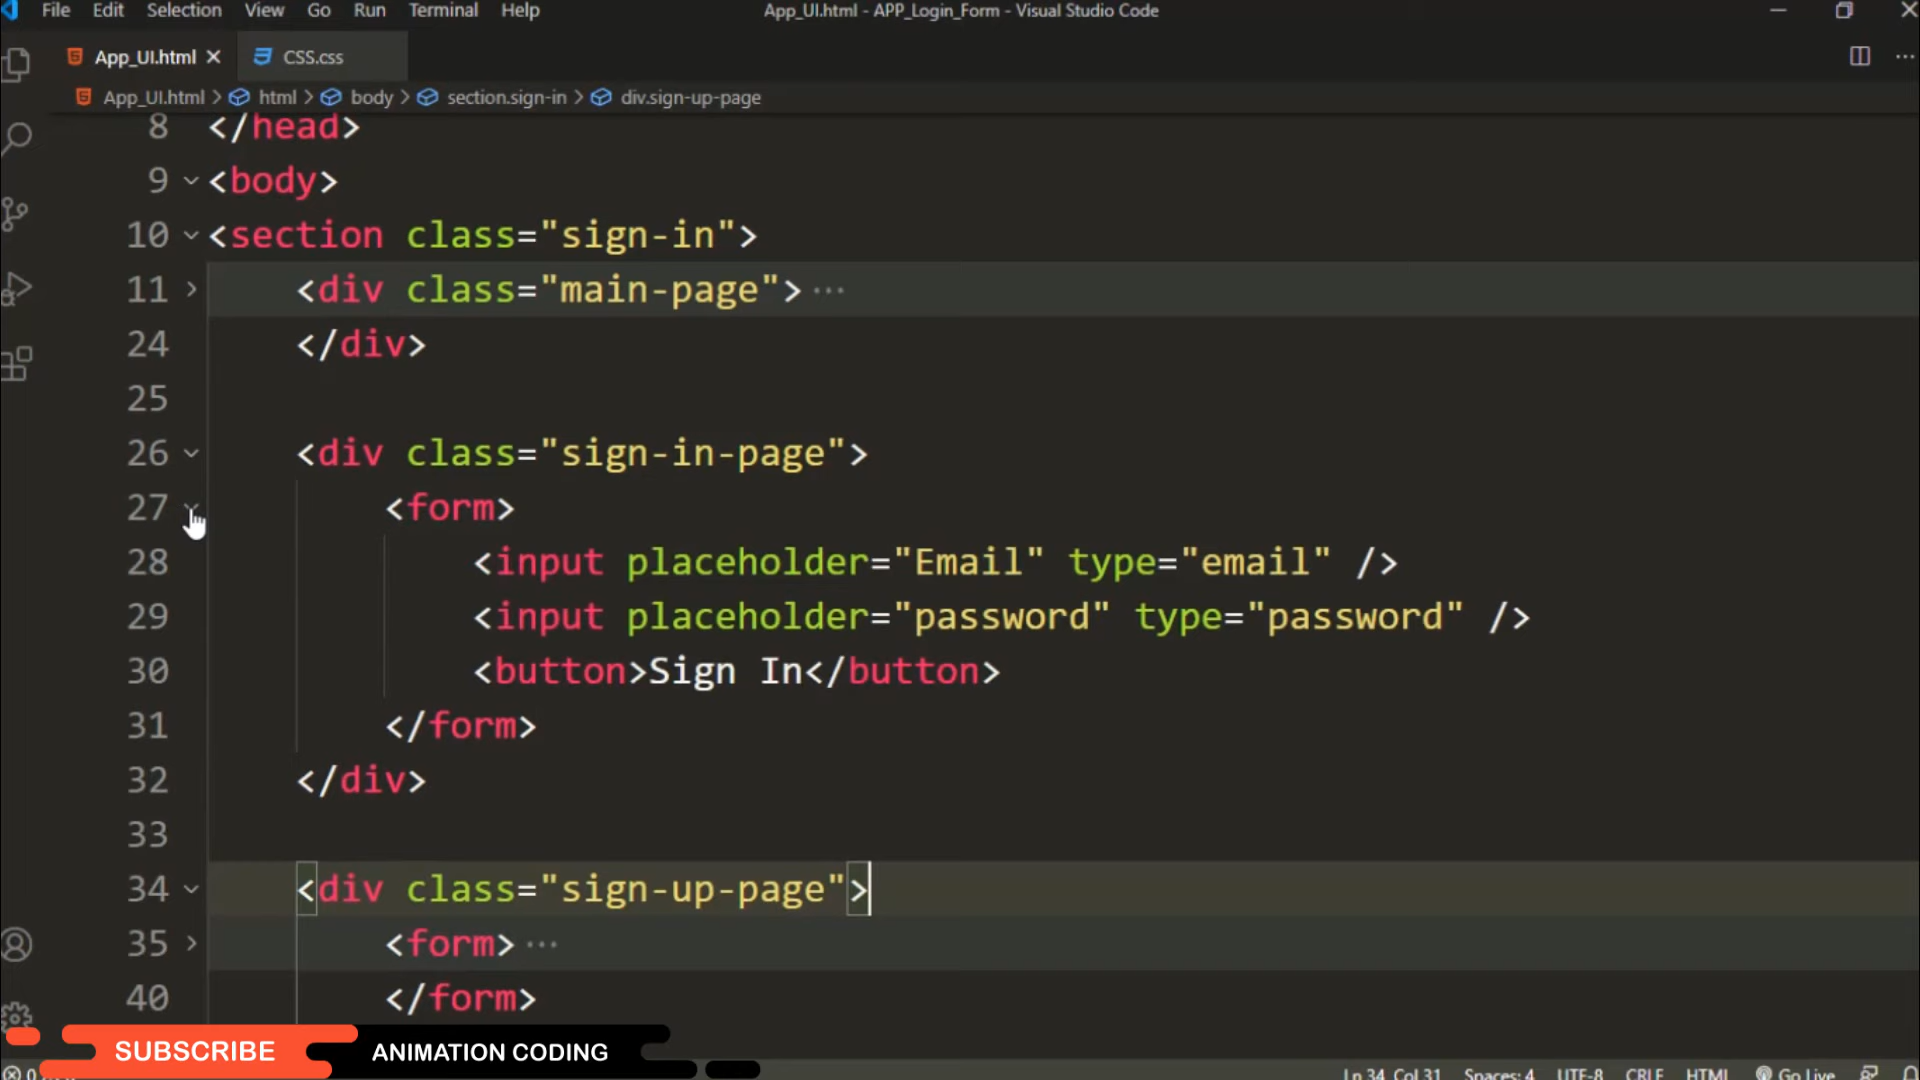 File Edit Selection View Go Run Terminal Help App_UI.html - APP_Login_Form - Visual Studio Code
App_UI.html CSS.css
App_UI.html > html > body > section.sign-in > div.sign-up-page
8 </head>
9 <body>
10 <section class="sign-in">
11 <div class="main-page"> ···
24 </div>
25
26 <div class="sign-in-page">
27 <form>
28 <input placeholder="Email" type="email" />
29 <input placeholder="password" type="password" />
30 <button>Sign In</button>
31 </form>
32 </div>
33
34 <div class="sign-up-page">
35 <form> ···
40 </form>
SUBSCRIBE ANIMATION CODING
0 Ln 34, Col 31 Spaces: 4 UTF-8 CRLF HTML Go Live